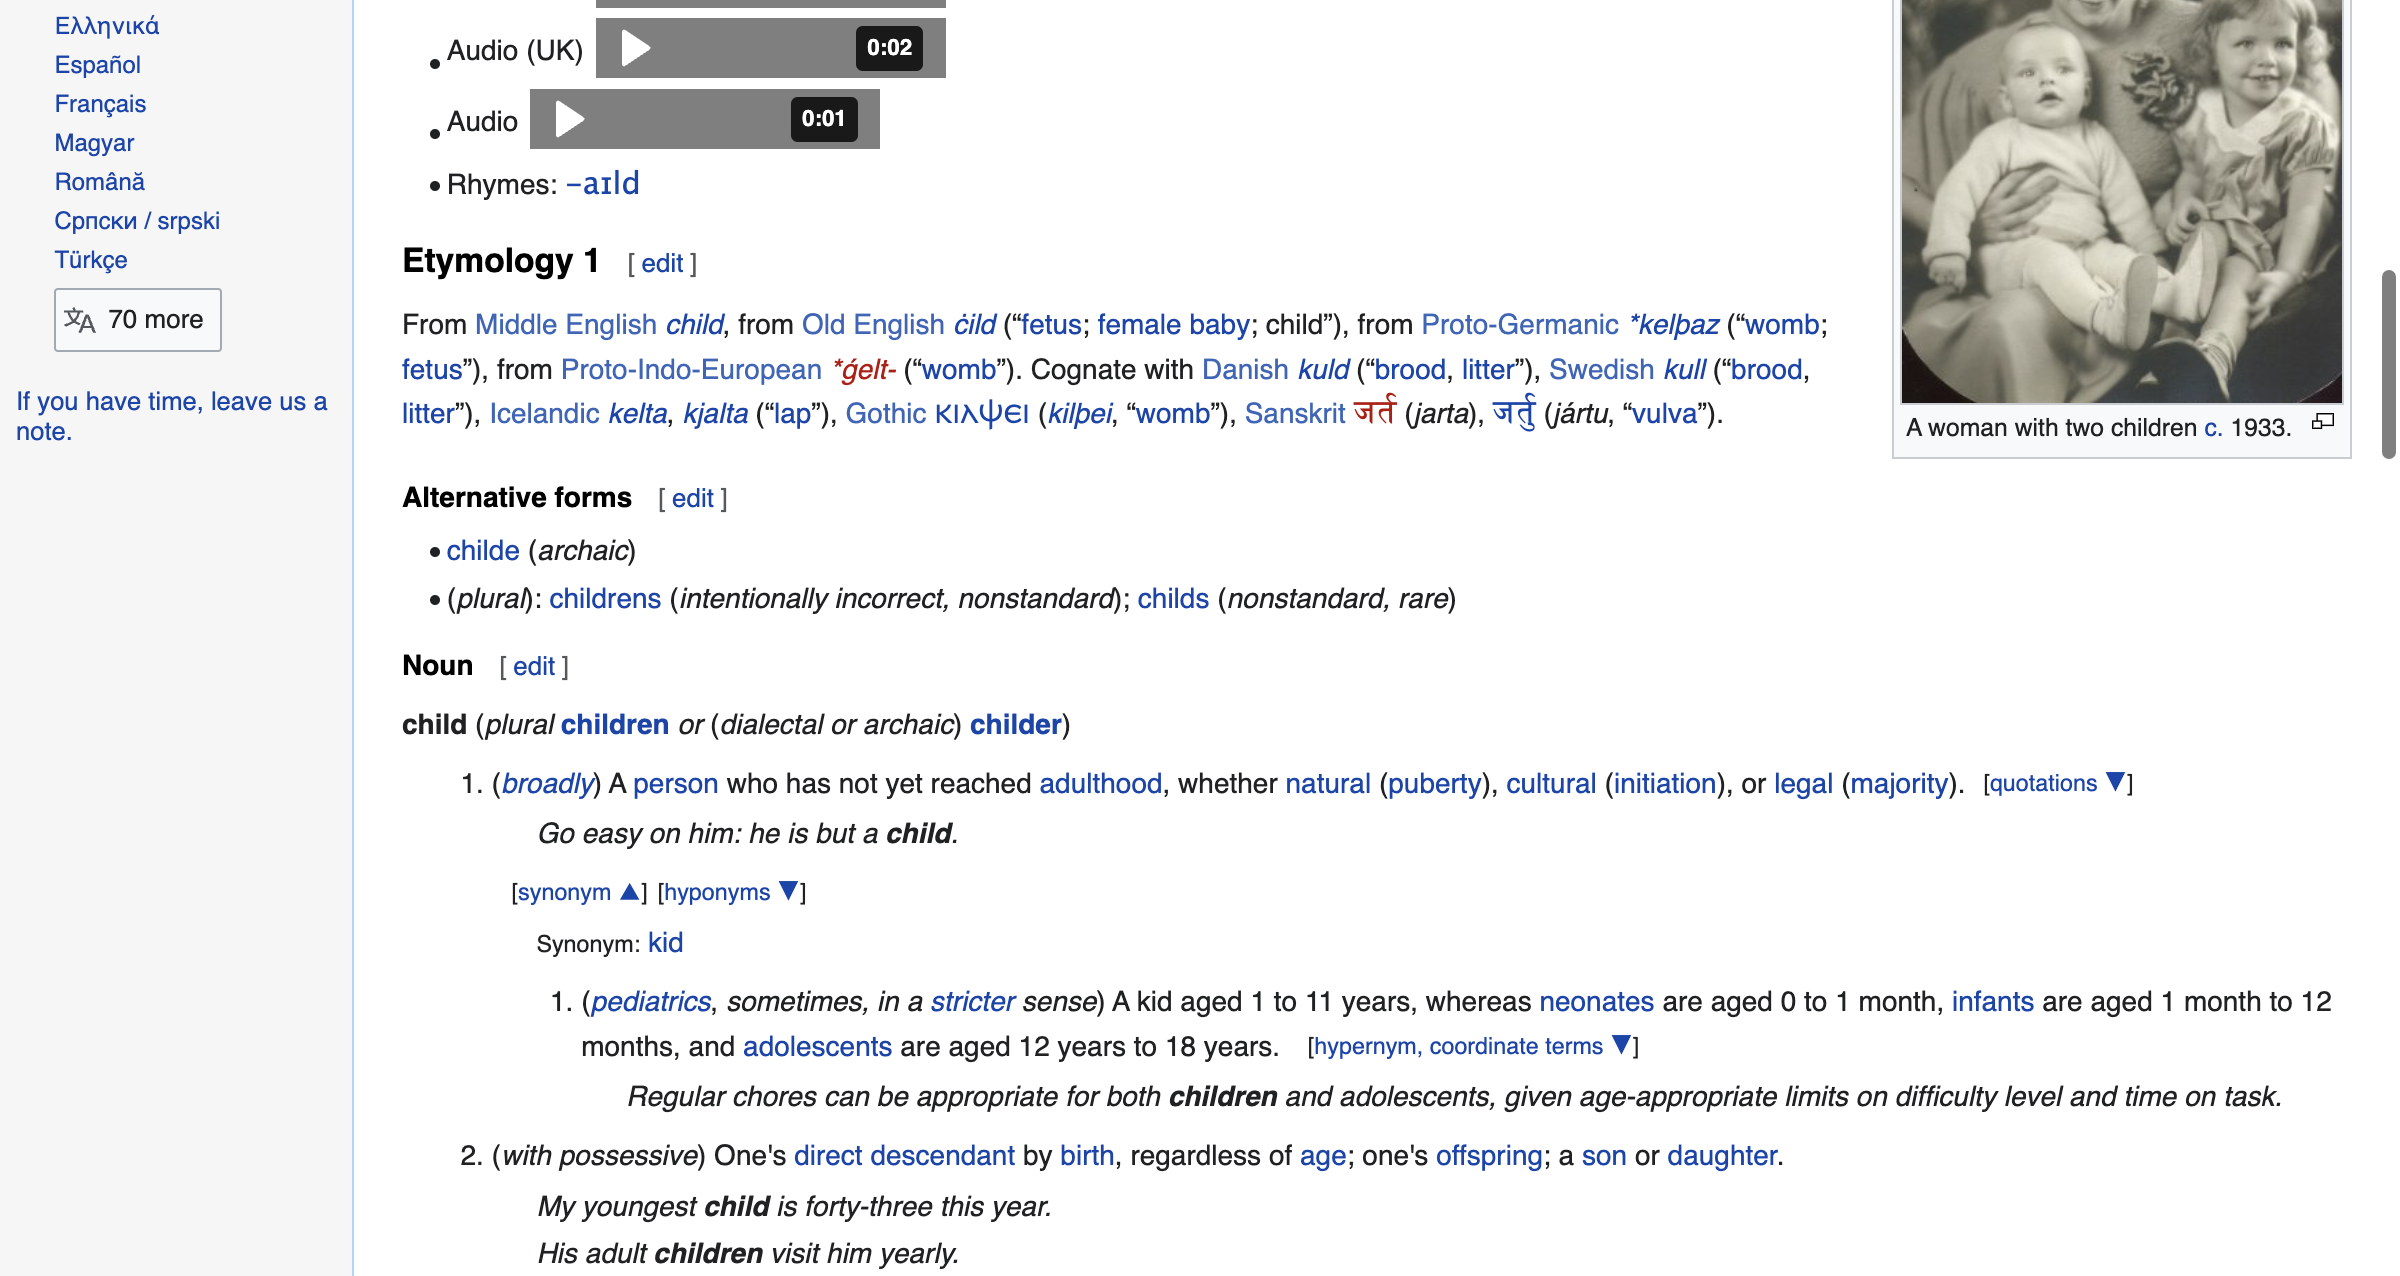 Ελληνικά
Español
Français
Magyar
Română
Српски / srpski
Türkçe
70 more
If you have time, leave us a
note.
Audio (UK) 0:02
Audio 0:01
Rhymes: –aɪld
Etymology 1 [ edit ]
From Middle English child, from Old English ċild (“fetus; female baby; child”), from Proto-Germanic *kelþaz (“womb;
fetus”), from Proto-Indo-European *ǵelt- (“womb”). Cognate with Danish kuld (“brood, litter”), Swedish kull (“brood,
litter”), Icelandic kelta, kjalta (“lap”), Gothic 𐌺𐌹𐌻𐌸𐌴𐌹 (kilþei, “womb”), Sanskrit जर्त (jarta), जर्तु (jártu, “vulva”).
A woman with two children c. 1933.
Alternative forms [ edit ]
childe (archaic)
(plural): childrens (intentionally incorrect, nonstandard); childs (nonstandard, rare)
Noun [ edit ]
child (plural children or (dialectal or archaic) childer)
1. (broadly) A person who has not yet reached adulthood, whether natural (puberty), cultural (initiation), or legal (majority). [quotations ▼]
Go easy on him: he is but a child.
[synonym ▲] [hyponyms ▼]
Synonym: kid
1. (pediatrics, sometimes, in a stricter sense) A kid aged 1 to 11 years, whereas neonates are aged 0 to 1 month, infants are aged 1 month to 12
months, and adolescents are aged 12 years to 18 years. [hypernym, coordinate terms ▼]
Regular chores can be appropriate for both children and adolescents, given age-appropriate limits on difficulty level and time on task.
2. (with possessive) One's direct descendant by birth, regardless of age; one's offspring; a son or daughter.
My youngest child is forty-three this year.
His adult children visit him yearly.